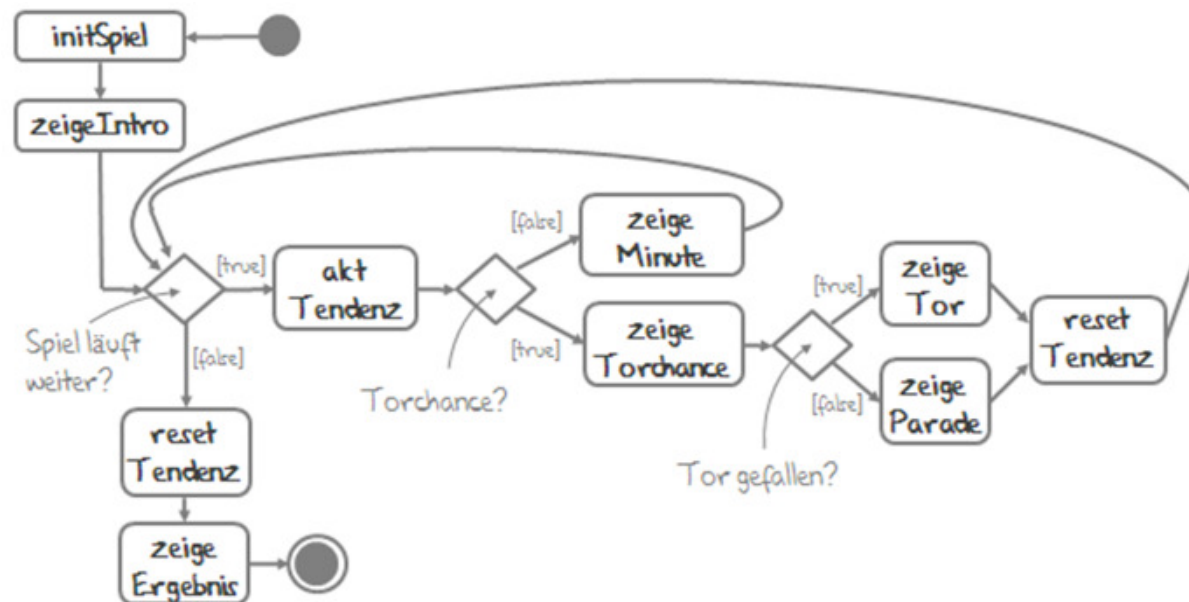 initSpiel
zeigeIntro
Spiel läuft
weiter?
[true]
akt
Tendenz
Torchance?
[false]
zeige
Minute
[true]
zeige
Torchance
Tor gefallen?
[true]
zeige
Tor
[false]
zeige
Parade
reset
Tendenz
[false]
reset
Tendenz
zeige
Ergebnis